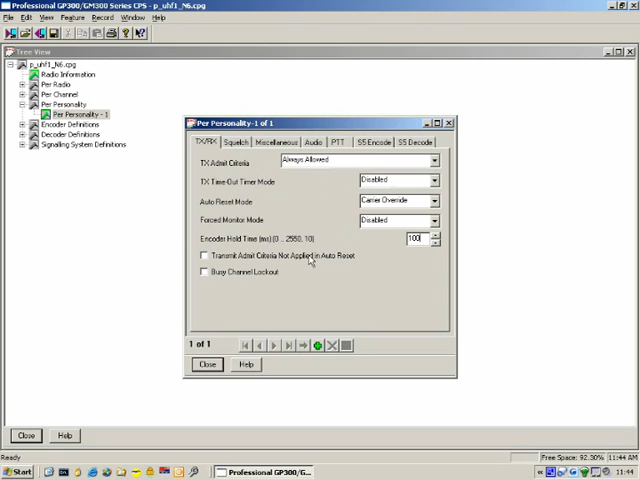 Professional GP300/GM300 Series CPS - p_uhf1_N6.cpg
File Edit View Feature Record Window Help
Tree View
p_uhf1_N6.cpg
Radio Information
Per Radio
Per Channel
Per Personality
Per Personality - 1
Encoder Definitions
Decoder Definitions
Signalling System Definitions
Per Personality-1 of 1
TX/RX Squelch Miscellaneous Audio PTT S5 Encode S5 Decode
TX Admit Criteria Always Allowed
TX Time-Out Timer Mode Disabled
Auto Reset Mode Carrier Override
Forced Monitor Mode Disabled
Encoder Hold Time (ms) (0 .. 2550, 10) 100
Transmit Admit Criteria Not Applied in Auto Reset
Busy Channel Lockout
1 of 1
Close Help
Close Help
Ready Free Space: 92.30% 11:44 AM
Start Professional GP300/G... 11:44